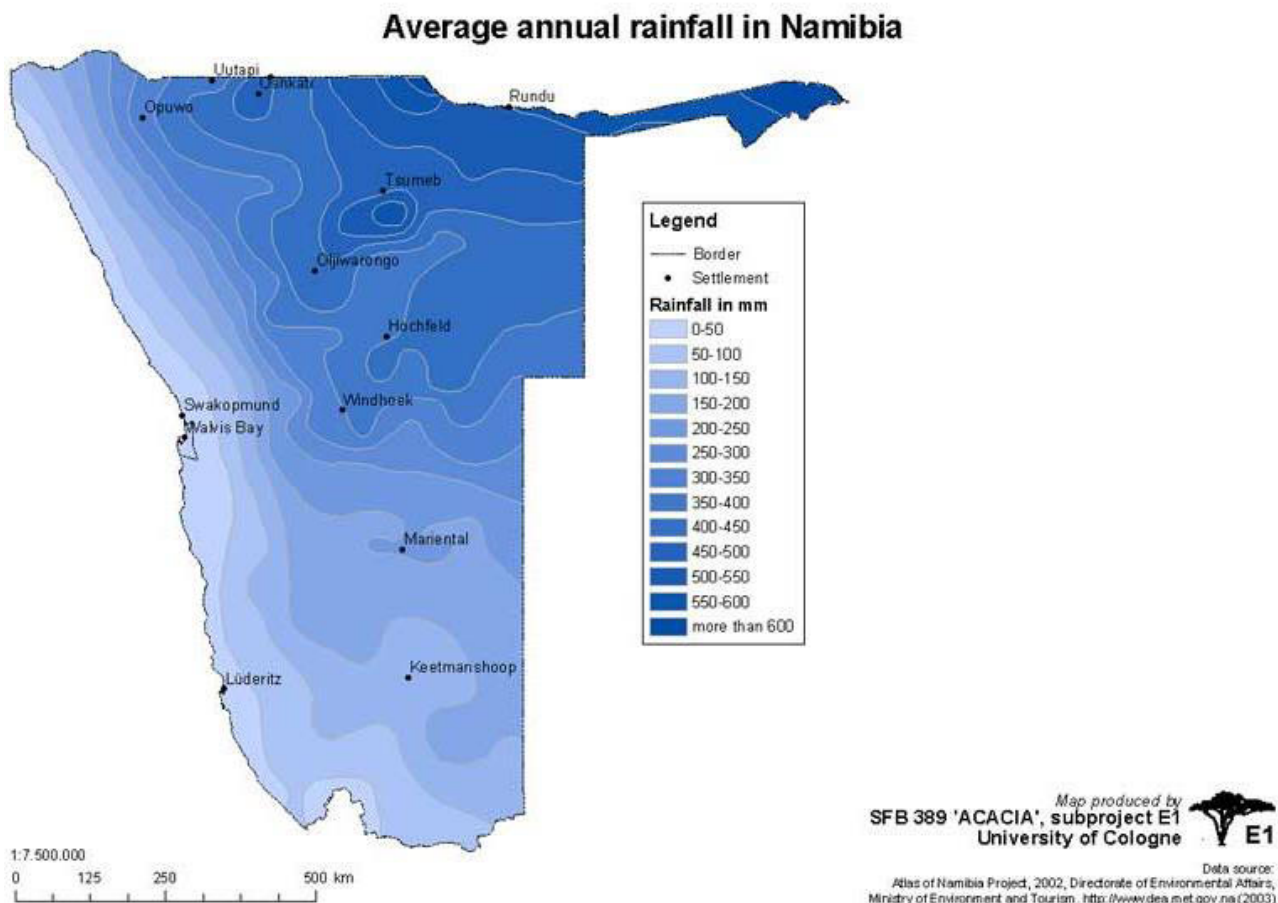 Average annual rainfall in Namibia
Uutapi
Oshkati
Opuwo
Rundu
Tsumeb
Otjiwarongo
Hochfeld
Windhoek
Swakopmund
Walvis Bay
Mariental
Keetmanshoop
Lüderitz
Legend
Border
Settlement
Rainfall in mm
0-50
50-100
100-150
150-200
200-250
250-300
300-350
350-400
400-450
450-500
500-550
550-600
more than 600
1:7.500.000
0 125 250 500 km
Map produced by
SFB 389 'ACACIA', subproject E1
University of Cologne
E1
Data source:
Atlas of Namibia Project, 2002, Directorate of Environmental Affairs,
Ministry of Environment and Tourism, http://www.dea.met.gov.na (2003)